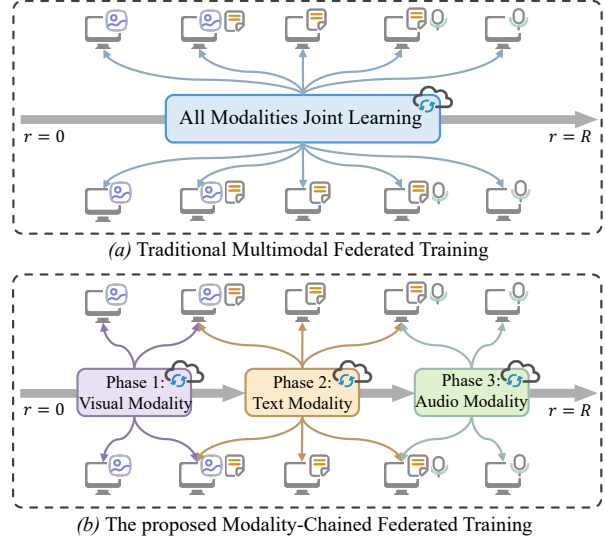 All Modalities Joint Learning
r = 0
r = R
(a) Traditional Multimodal Federated Training
Phase 1:
Visual Modality
Phase 2:
Text Modality
Phase 3:
Audio Modality
r = 0
r = R
(b) The proposed Modality-Chained Federated Training